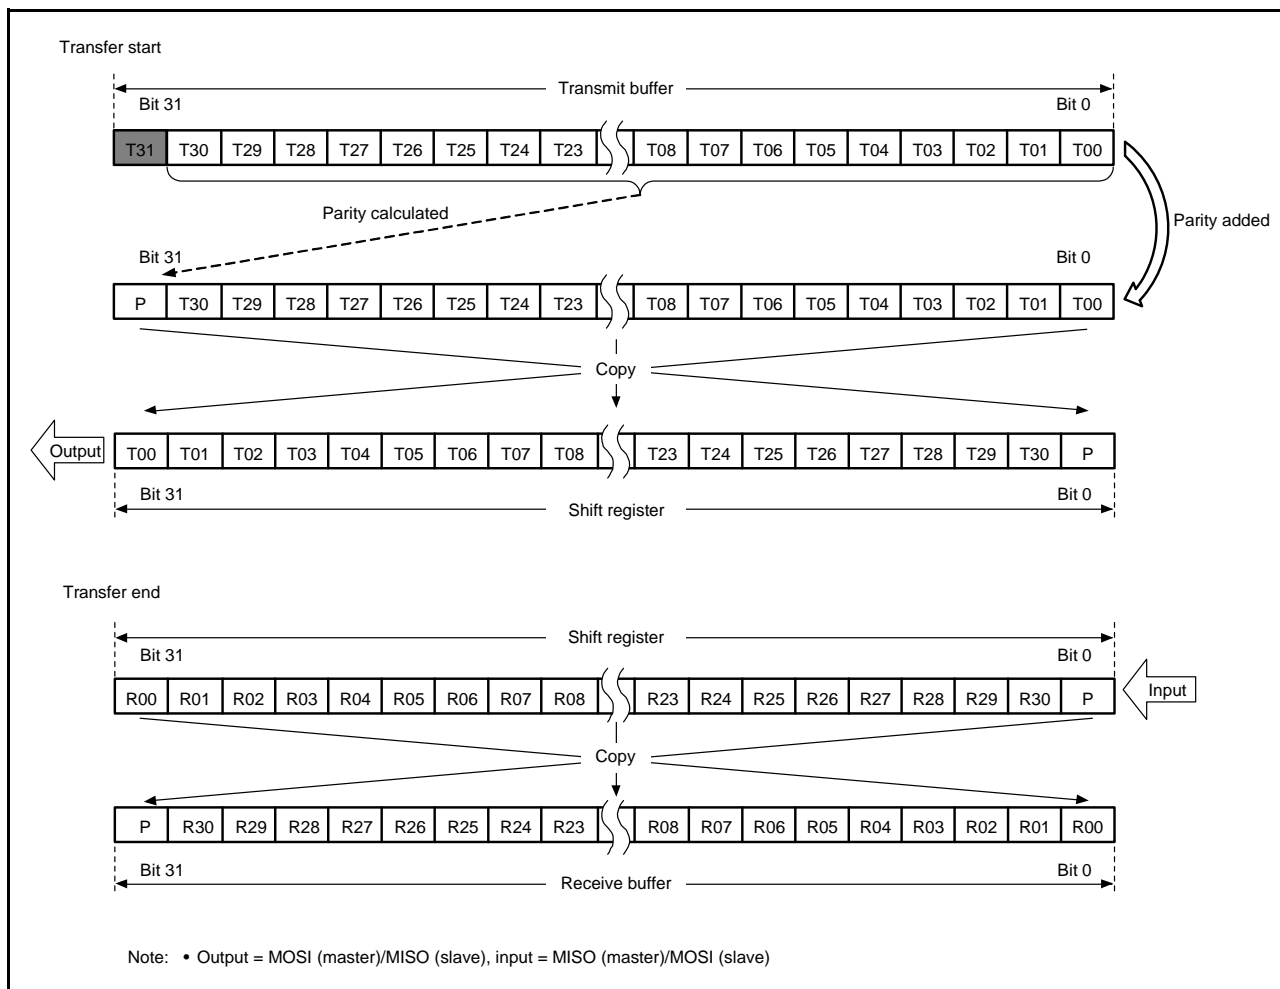 Transfer start
Transmit buffer
Bit 31 Bit 0
T31 T30 T29 T28 T27 T26 T25 T24 T23 T08 T07 T06 T05 T04 T03 T02 T01 T00
Parity calculated
Parity added
Bit 31 Bit 0
P T30 T29 T28 T27 T26 T25 T24 T23 T08 T07 T06 T05 T04 T03 T02 T01 T00
Copy
Output T00 T01 T02 T03 T04 T05 T06 T07 T08 T23 T24 T25 T26 T27 T28 T29 T30 P
Bit 31 Bit 0
Shift register
Transfer end
Shift register
Bit 31 Bit 0
R00 R01 R02 R03 R04 R05 R06 R07 R08 R23 R24 R25 R26 R27 R28 R29 R30 P Input
Copy
P R30 R29 R28 R27 R26 R25 R24 R23 R08 R07 R06 R05 R04 R03 R02 R01 R00
Bit 31 Bit 0
Receive buffer
Note: • Output = MOSI (master)/MISO (slave), input = MISO (master)/MOSI (slave)